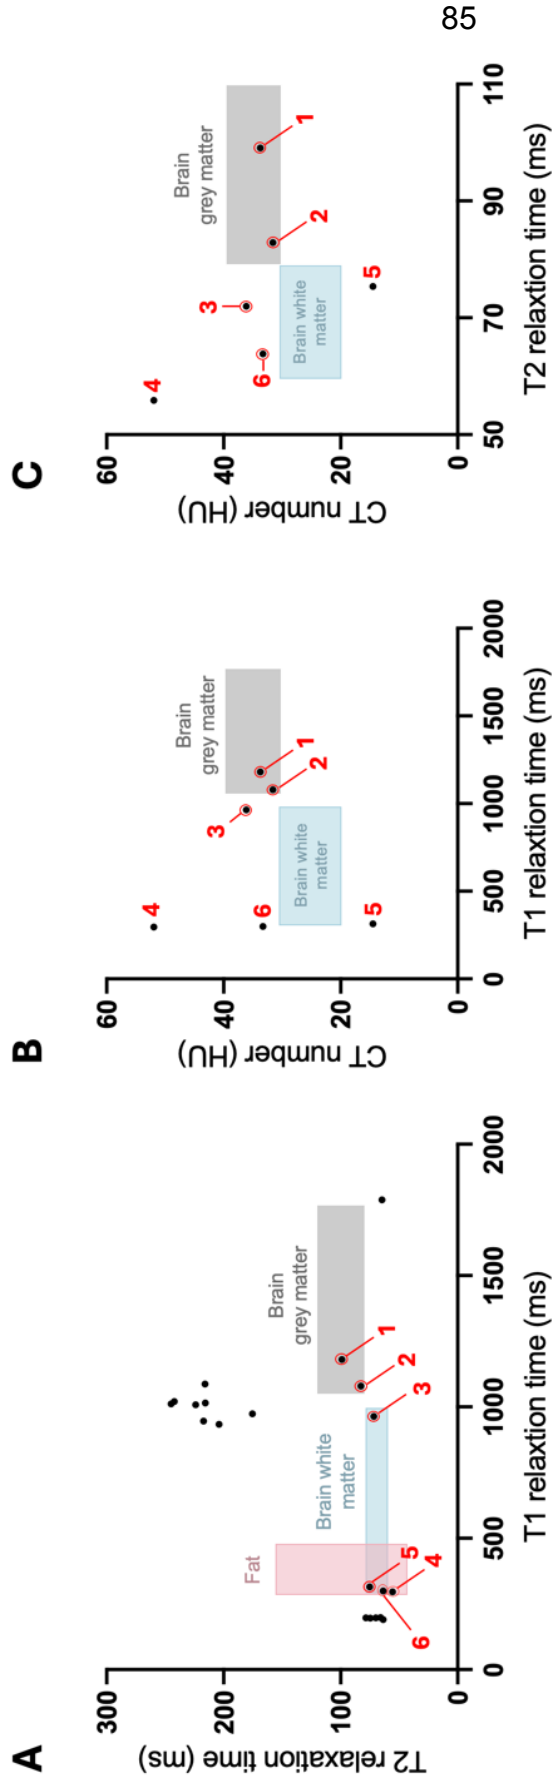 85
A
T2 relaxation time (ms)
300
200
100
0
Fat
Brain white
matter
Brain
grey matter
1
2
3
4
5
6
0
500
1000
1500
2000
T1 relaxtion time (ms)
B
CT number (HU)
60
40
20
0
Brain
grey matter
Brain white
matter
1
2
3
4
5
6
0
500
1000
1500
2000
T1 relaxtion time (ms)
C
CT number (HU)
60
40
20
0
Brain
grey matter
Brain white
matter
1
2
3
4
5
6
50
70
90
110
T2 relaxtion time (ms)